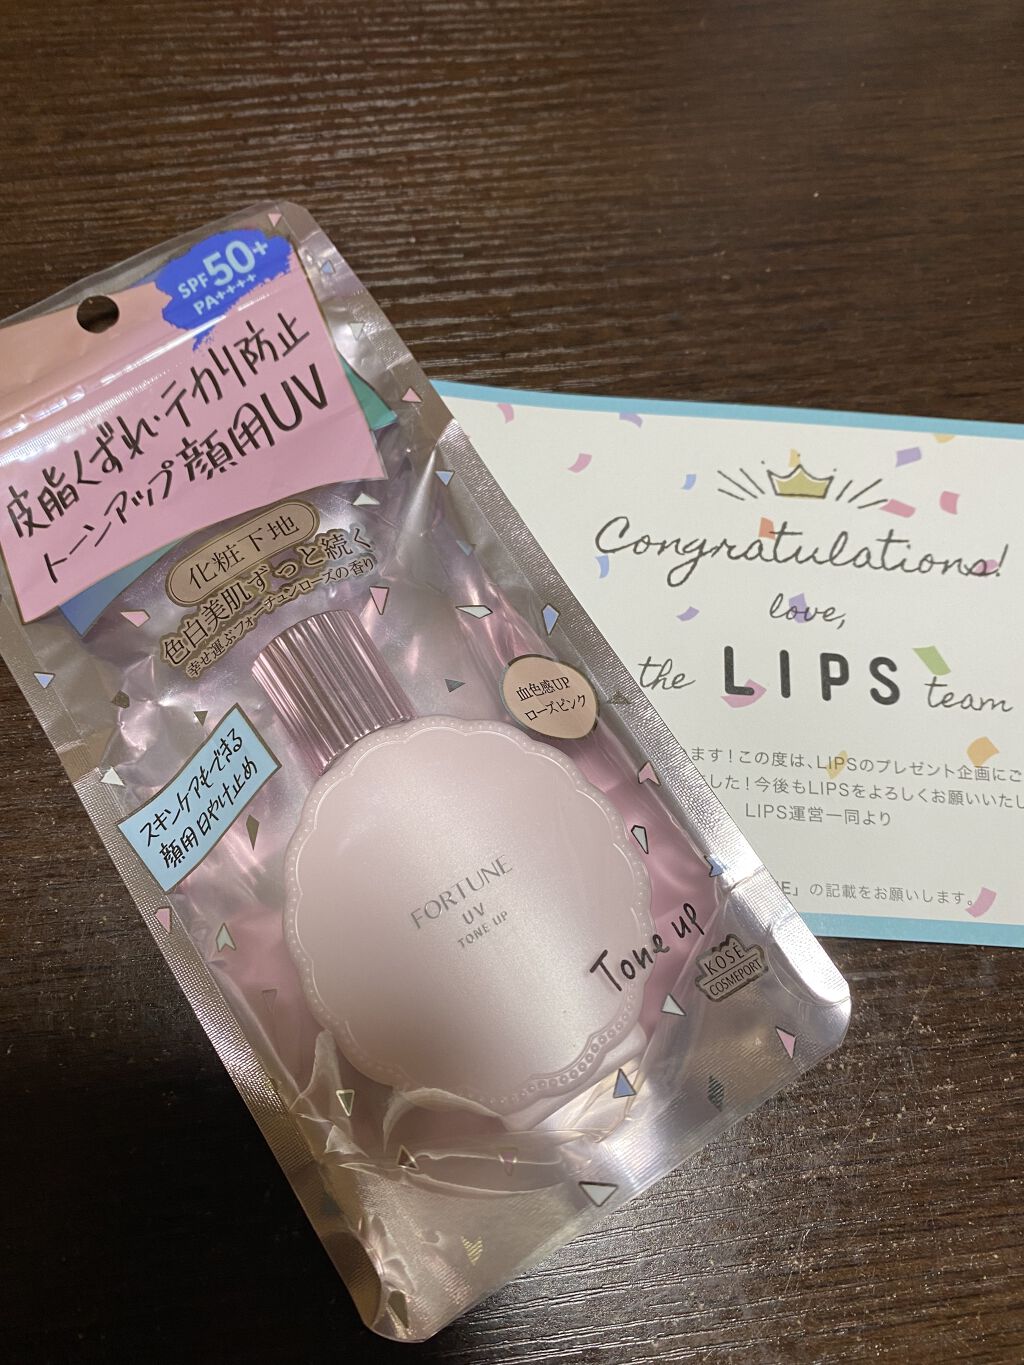 SPF50+
PA++++
皮脂くずれ・テカリ防止
トーンアップ顔用UV
化粧下地
色白美肌ずっと続く
幸せ運ぶフォーチュンローズの香り
血色感UP
ローズピンク
スキンケアもできる
顔用日やけ止め
FORTUNE
UV
TONE UP
Tone up
KOSÉ
COSMEPORT
Congratulations!
love,
the LIPS team
ます!この度は、LIPSのプレゼント企画にご
した!今後もLIPSをよろしくお願いいたし
LIPS運営一同より
」の記載をお願いします。